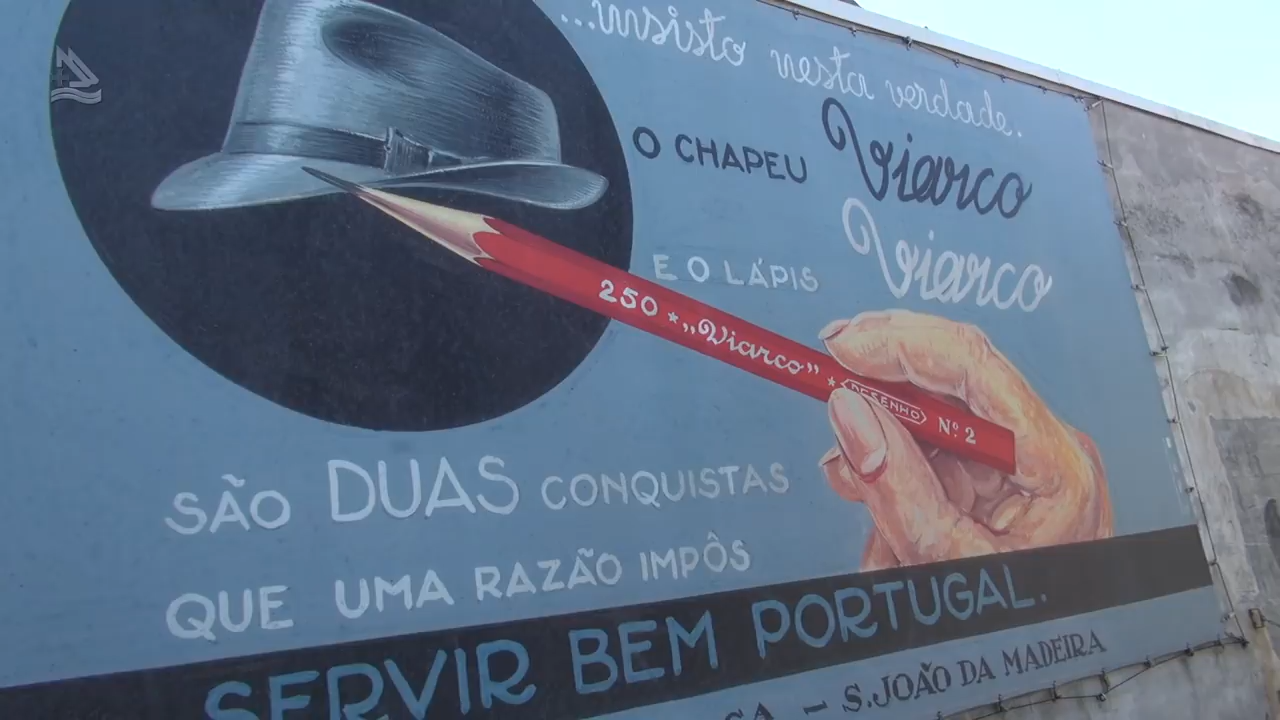 ...insisto nesta verdade.
O CHAPEU Viarco
E O LÁPIS Viarco
250 ★ „Viarco” ★ DESENHO Nº. 2
SÃO DUAS CONQUISTAS
QUE UMA RAZÃO IMPÔS
SERVIR BEM PORTUGAL.
– S. JOÃO DA MADEIRA